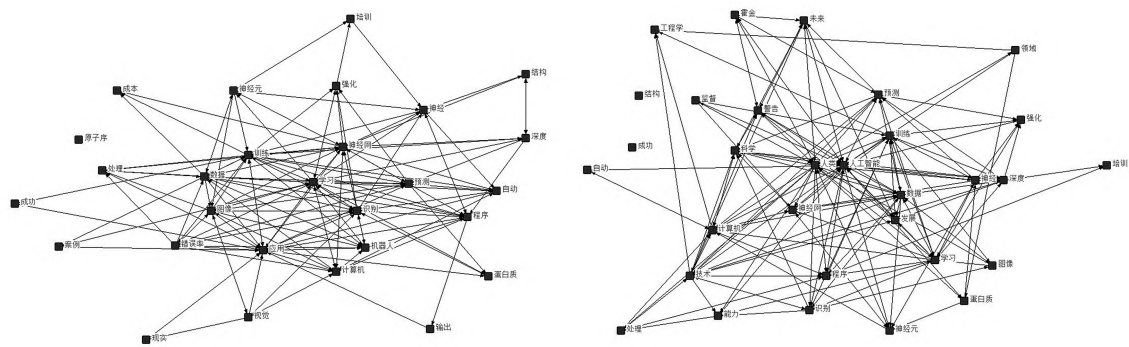 培训
结构
强化
神经元
成本
神经
原子序
深度
神经网
训练
处理
数据
学习
预测
自动
成功
图像
识别
程序
案例
错误率
应用
机器人
计算机
蛋白质
视觉
输出
现实
霍金
未来
工程学
领域
结构
监督
预测
警告
强化
训练
成功
科学
人类
人工智能
自动
培训
神经
深度
数据
神经网
发展
计算机
学习
图像
技术
程序
蛋白质
能力
识别
处理
神经元